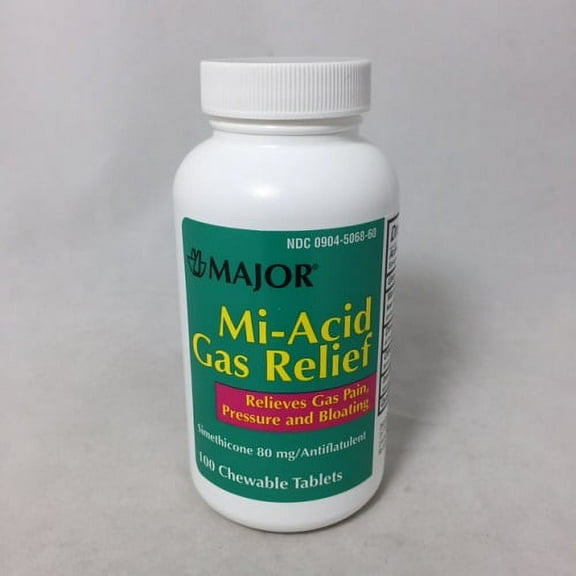 NDC 0904-5068-60
MAJOR®
Mi-Acid
Gas Relief
Relieves Gas Pain,
Pressure and Bloating
Simethicone 80 mg/Antiflatulent
100 Chewable Tablets